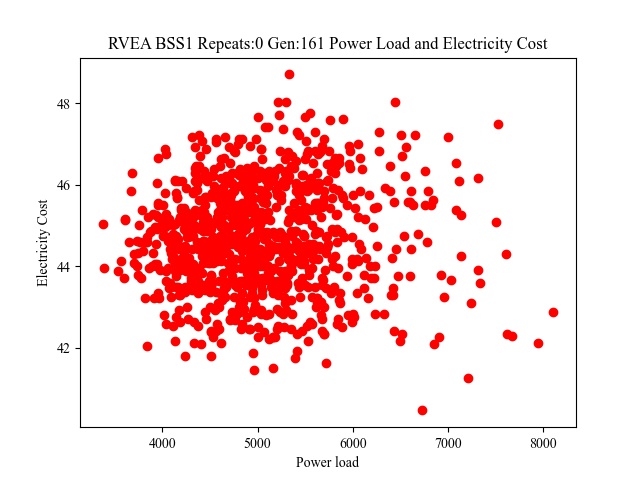 RVEA BSS1 Repeats:0 Gen:161 Power Load and Electricity Cost
48
46
44
42
Electricity Cost
4000 5000 6000 7000 8000
Power load